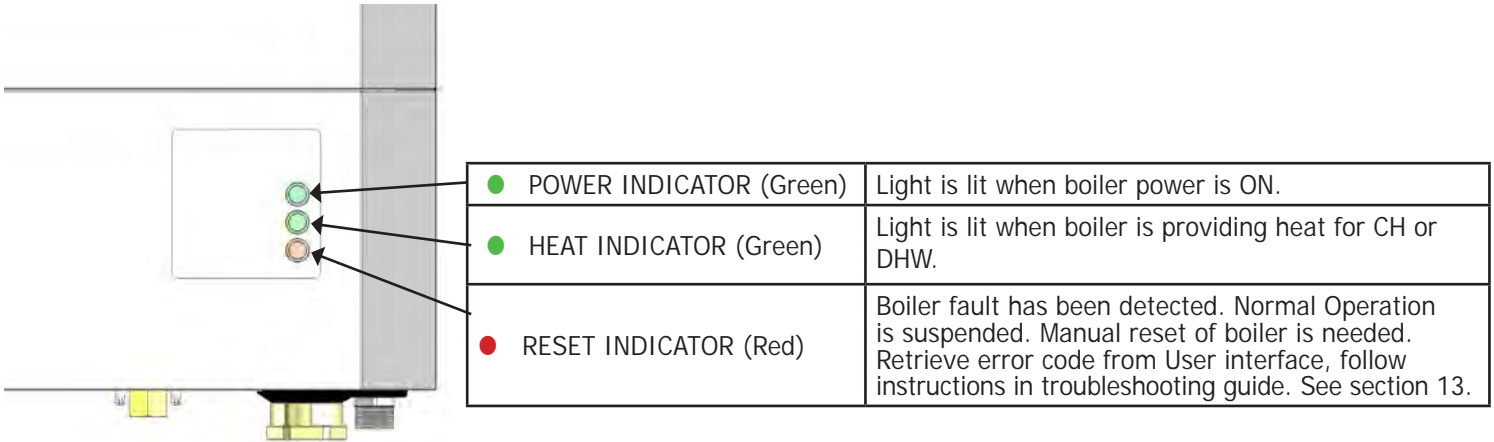 POWER INDICATOR (Green)
Light is lit when boiler power is ON.
HEAT INDICATOR (Green)
Light is lit when boiler is providing heat for CH or
DHW.
RESET INDICATOR (Red)
Boiler fault has been detected. Normal Operation
is suspended. Manual reset of boiler is needed.
Retrieve error code from User interface, follow
instructions in troubleshooting guide. See section 13.